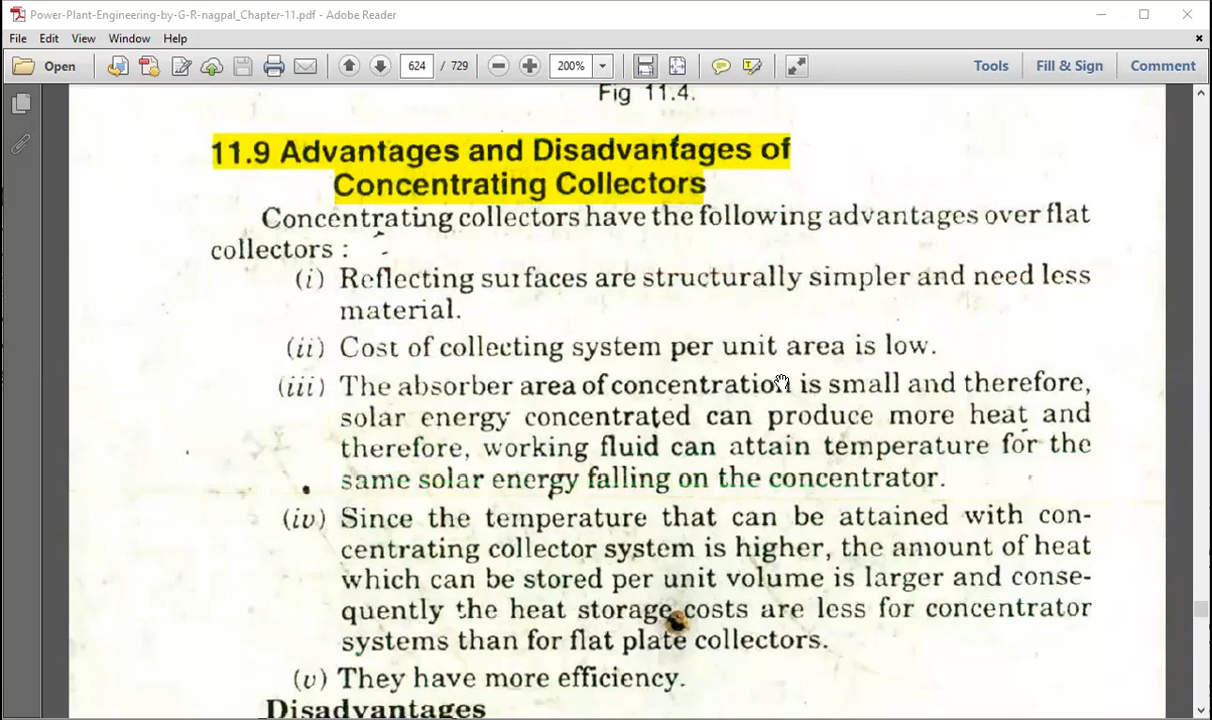 Power-Plant-Engineering-by-G-R-nagpal_Chapter-11.pdf - Adobe Reader
File Edit View Window Help
Open 624 / 729 200% Tools Fill & Sign Comment
Fig 11.4.
11.9 Advantages and Disadvantages of
Concentrating Collectors
Concentrating collectors have the following advantages over flat
collectors :
(i) Reflecting surfaces are structurally simpler and need less
material.
(ii) Cost of collecting system per unit area is low.
(iii) The absorber area of concentration is small and therefore,
solar energy concentrated can produce more heat and
therefore, working fluid can attain temperature for the
same solar energy falling on the concentrator.
(iv) Since the temperature that can be attained with con-
centrating collector system is higher, the amount of heat
which can be stored per unit volume is larger and conse-
quently the heat storage costs are less for concentrator
systems than for flat plate collectors.
(v) They have more efficiency.
Disadvantages